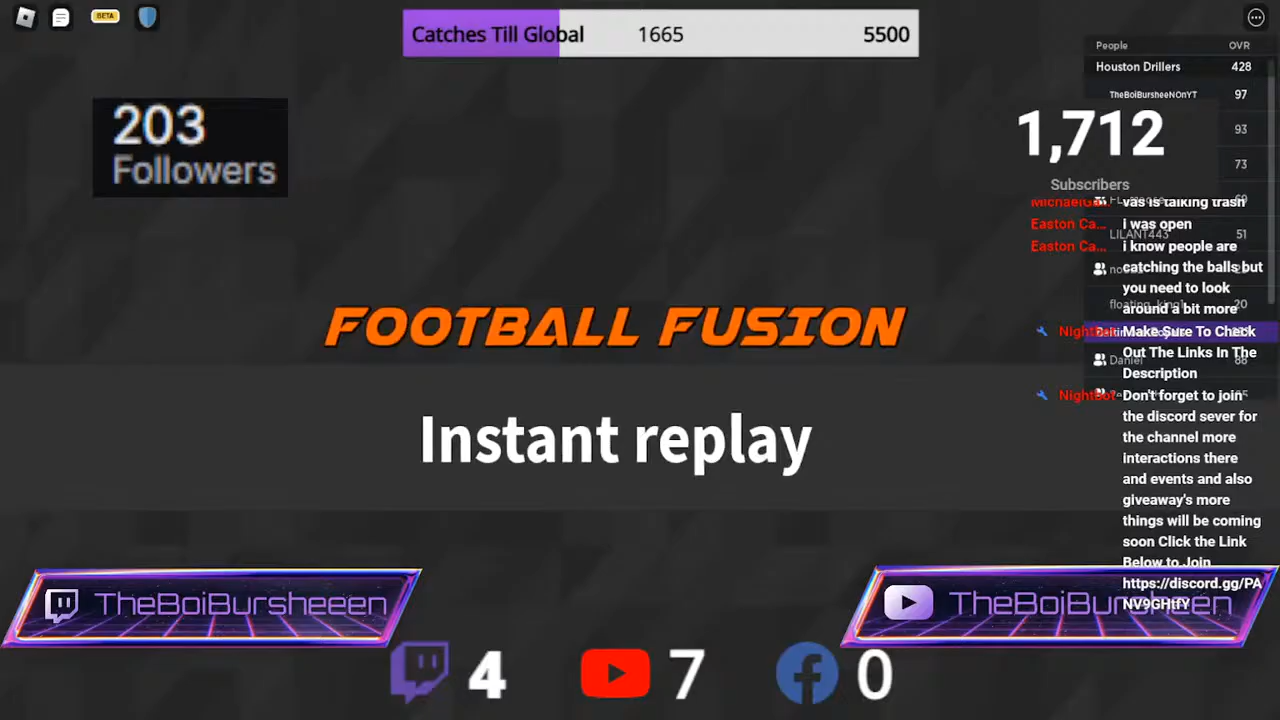 BETA
Catches Till Global 1665 5500
People OVR
Houston Drillers 428
TheBoiBursheeNOnYT 97
203
Followers
1,712
Subscribers
93
73
vas is talking trash
Easton Ca... i was open
LILANT443 51
Easton Ca... i know people are
catching the balls but
you need to look
around a bit more
floating_king1 20
FOOTBALL FUSION
Make Sure To Check
Out The Links In The
Description
Daniel 88
Instant replay
Don't forget to join
the discord sever for
the channel more
interactions there
and events and also
giveaway's more
things will be coming
soon Click the Link
Below to Join
https://discord.gg/PA
NV9GHtfY
TheBoiBursheeen
TheBoiBursheen
4 7 0